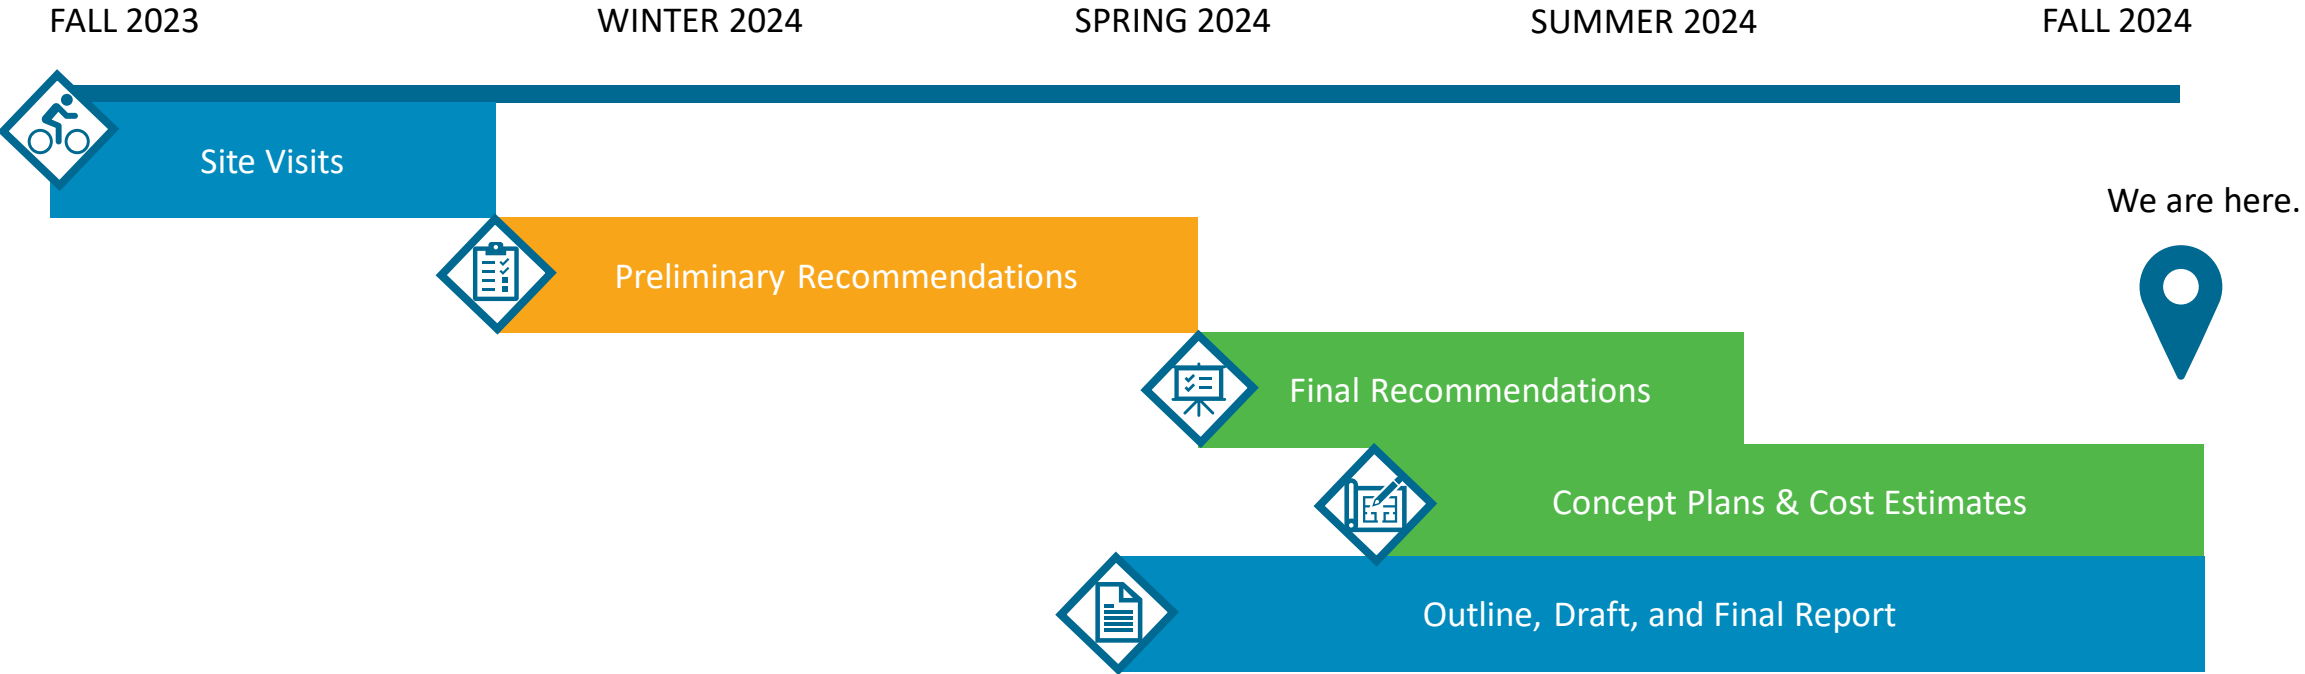 FALL 2023
WINTER 2024
SPRING 2024
SUMMER 2024
FALL 2024
Site Visits
We are here.
Preliminary Recommendations
Final Recommendations
Concept Plans & Cost Estimates
Outline, Draft, and Final Report